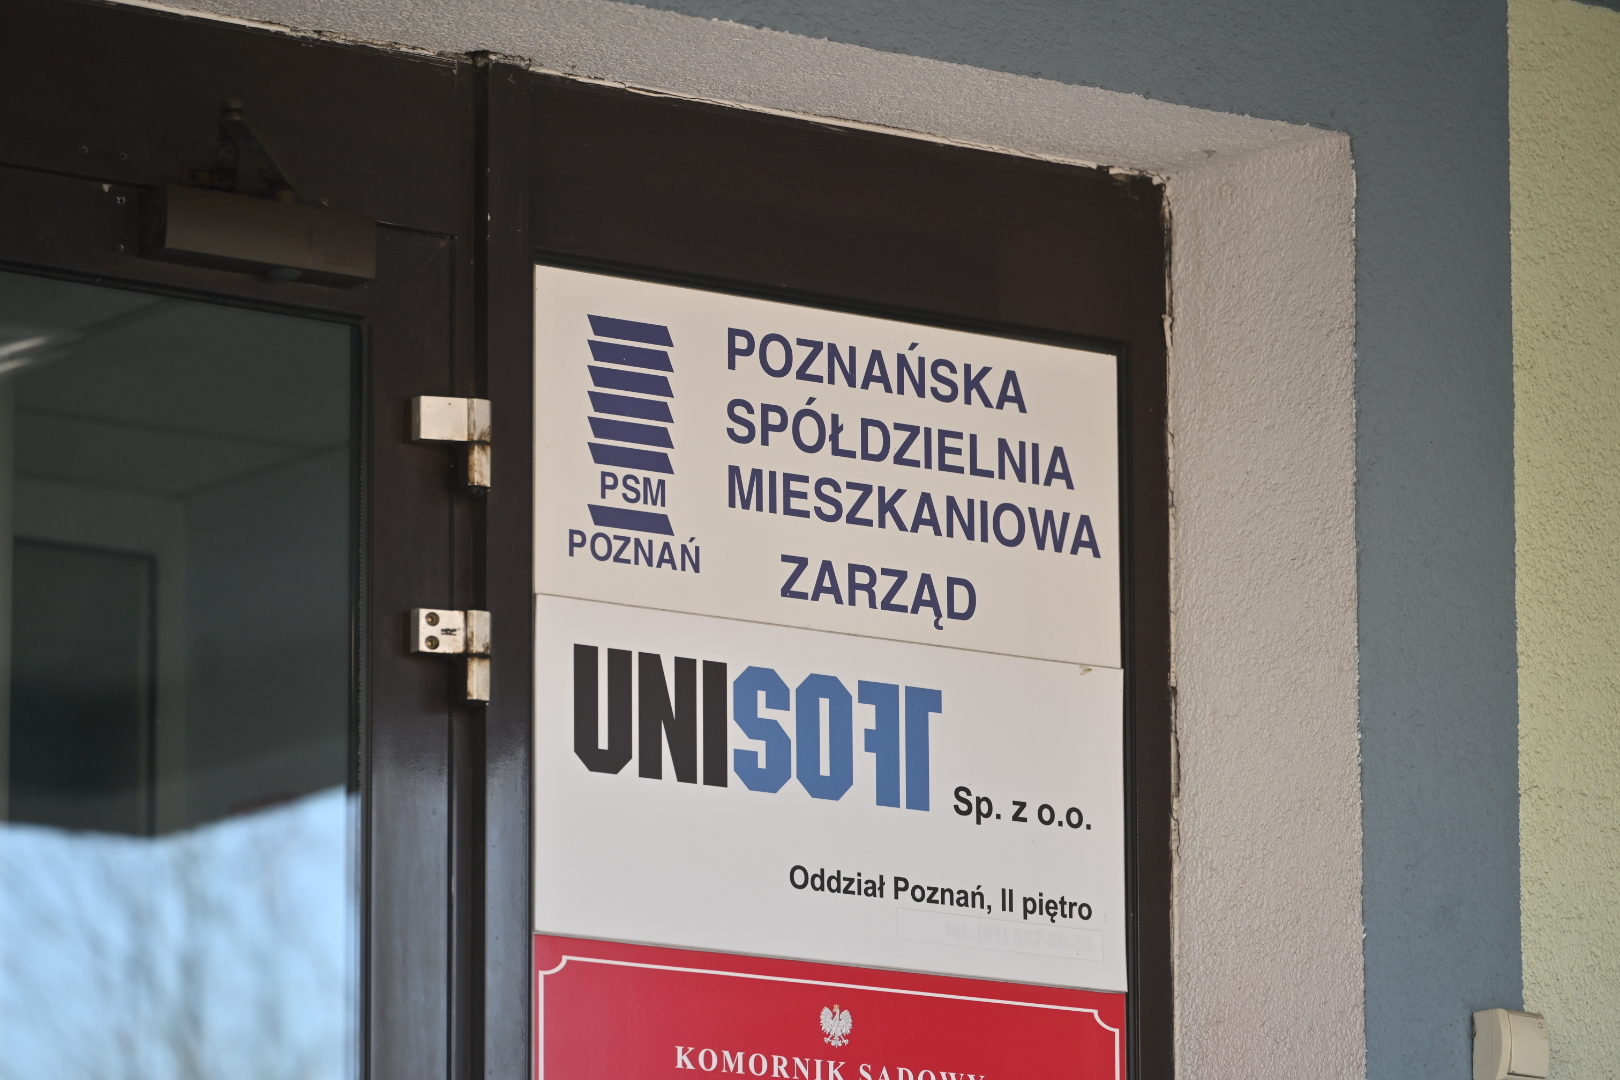 POZNAŃSKA
SPÓŁDZIELNIA
MIESZKANIOWA
ZARZĄD
PSM
POZNAŃ
UNISOFT Sp. z o.o.
Oddział Poznań, II piętro
KOMORNIK SĄDOWY